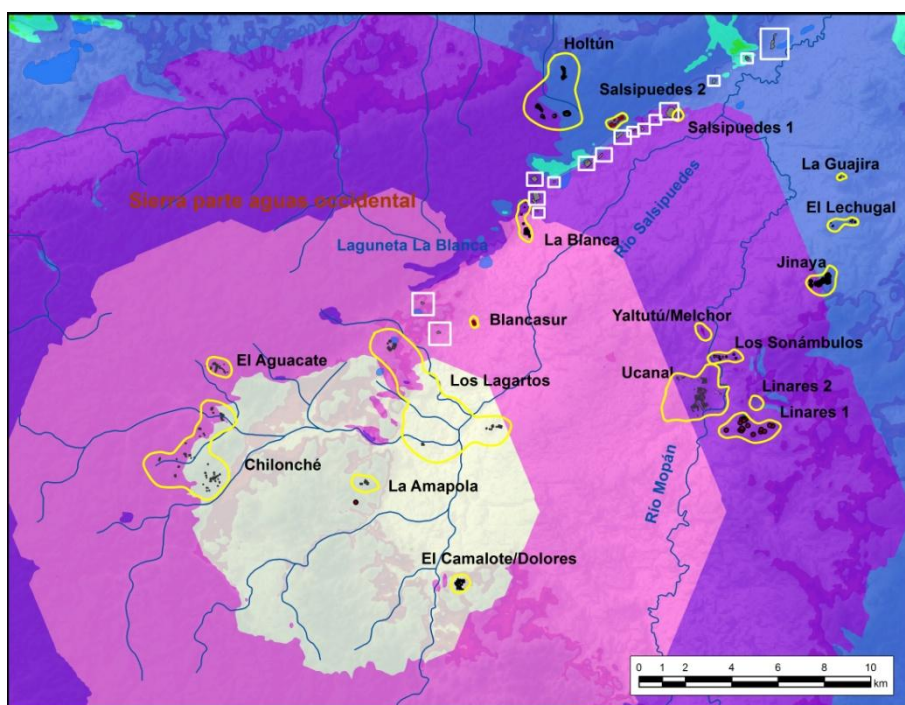 Holtún
Salsipuedes 2
Salsipuedes 1
La Guajira
Sierra parte aguas occidental
El Lechugal
La Blanca
Laguneta La Blanca
Río Salsipuedes
Jinaya
Blancasur
Yaltutú/Melchor
Los Sonámbulos
El Aguacate
Los Lagartos
Ucanal
Linares 2
Linares 1
Chilonché
La Amapola
Río Mopán
El Camalote/Dolores
0 1 2 4 6 8 10
km